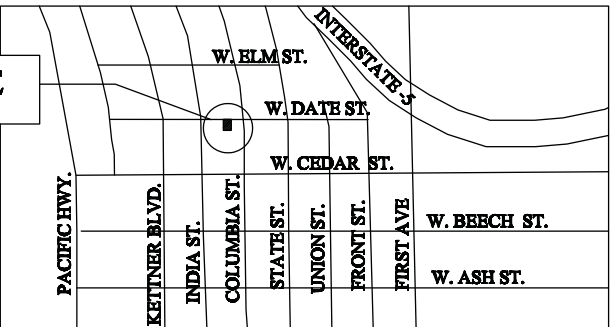 INTERSTATE -5
W. ELM ST.
W. DATE ST.
W. CEDAR ST.
PACIFIC HWY.
KETTNER BLVD.
INDIA ST.
COLUMBIA ST.
STATE ST.
UNION ST.
FRONT ST.
FIRST AVE
W. BEECH ST.
W. ASH ST.